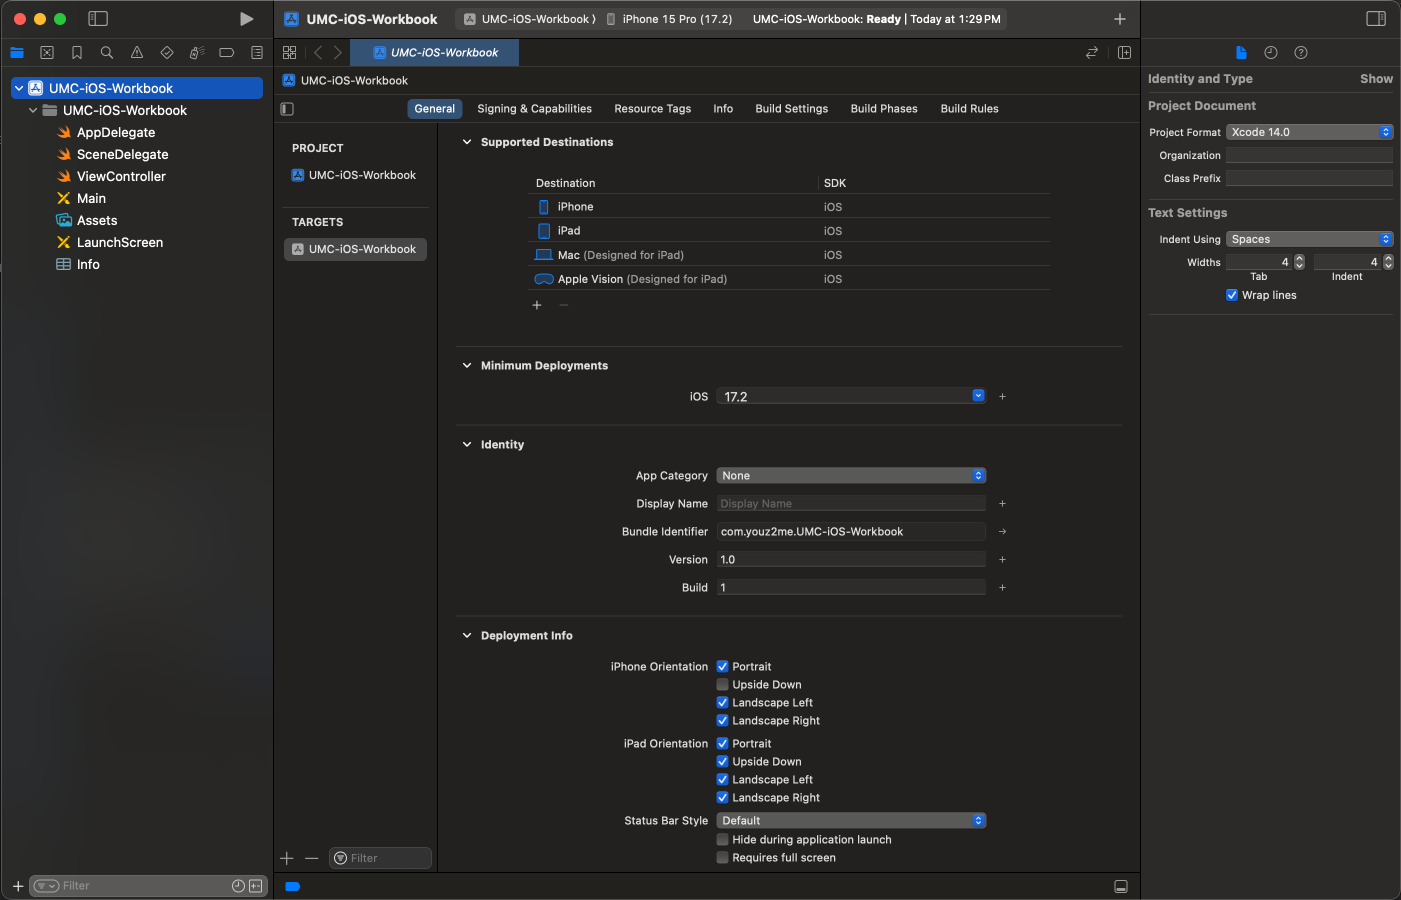 UMC-iOS-Workbook
UMC-iOS-Workbook 〉 iPhone 15 Pro (17.2)
UMC-iOS-Workbook: Ready | Today at 1:29 PM
UMC-iOS-Workbook
UMC-iOS-Workbook
AppDelegate
SceneDelegate
ViewController
Main
Assets
LaunchScreen
Info
Filter
UMC-iOS-Workbook
UMC-iOS-Workbook
General Signing & Capabilities Resource Tags Info Build Settings Build Phases Build Rules
PROJECT
UMC-iOS-Workbook
TARGETS
UMC-iOS-Workbook
Filter
Supported Destinations
Destination SDK
iPhone iOS
iPad iOS
Mac (Designed for iPad) iOS
Apple Vision (Designed for iPad) iOS
Minimum Deployments
iOS 17.2
Identity
App Category None
Display Name Display Name
Bundle Identifier com.youz2me.UMC-iOS-Workbook
Version 1.0
Build 1
Deployment Info
iPhone Orientation Portrait
Upside Down
Landscape Left
Landscape Right
iPad Orientation Portrait
Upside Down
Landscape Left
Landscape Right
Status Bar Style Default
Hide during application launch
Requires full screen
Identity and Type Show
Project Document
Project Format Xcode 14.0
Organization
Class Prefix
Text Settings
Indent Using Spaces
Widths 4 4
Tab Indent
Wrap lines